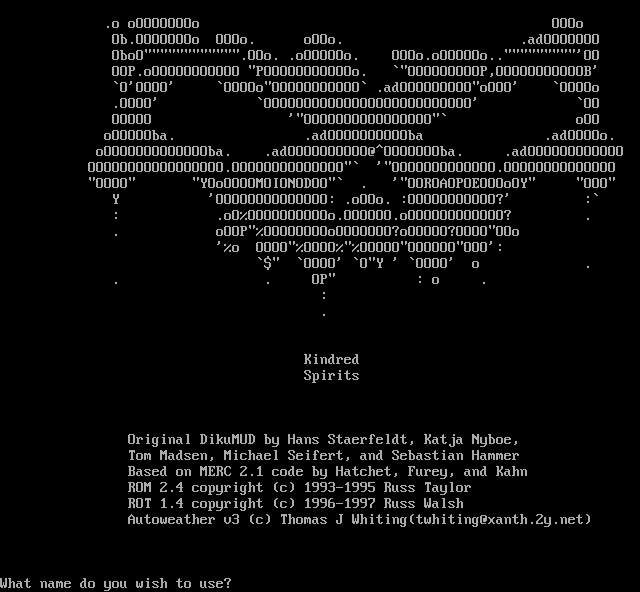 Kindred
Spirits
Original DikuMUD by Hans Staerfeldt, Katja Nyboe,
Tom Madsen, Michael Seifert, and Sebastian Hammer
Based on MERC 2.1 code by Hatchet, Furey, and Kahn
ROM 2.4 copyright (c) 1993-1995 Russ Taylor
ROT 1.4 copyright (c) 1996-1997 Russ Walsh
Autoweather v3 (c) Thomas J Whiting(twhiting@xanth.2y.net)
What name do you wish to use?